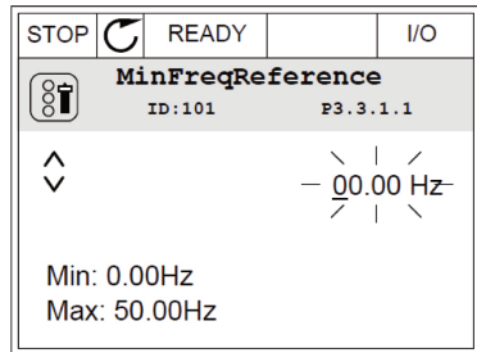 STOP READY I/O
MinFreqReference
ID:101 P3.3.1.1
00.00 Hz
Min: 0.00Hz
Max: 50.00Hz